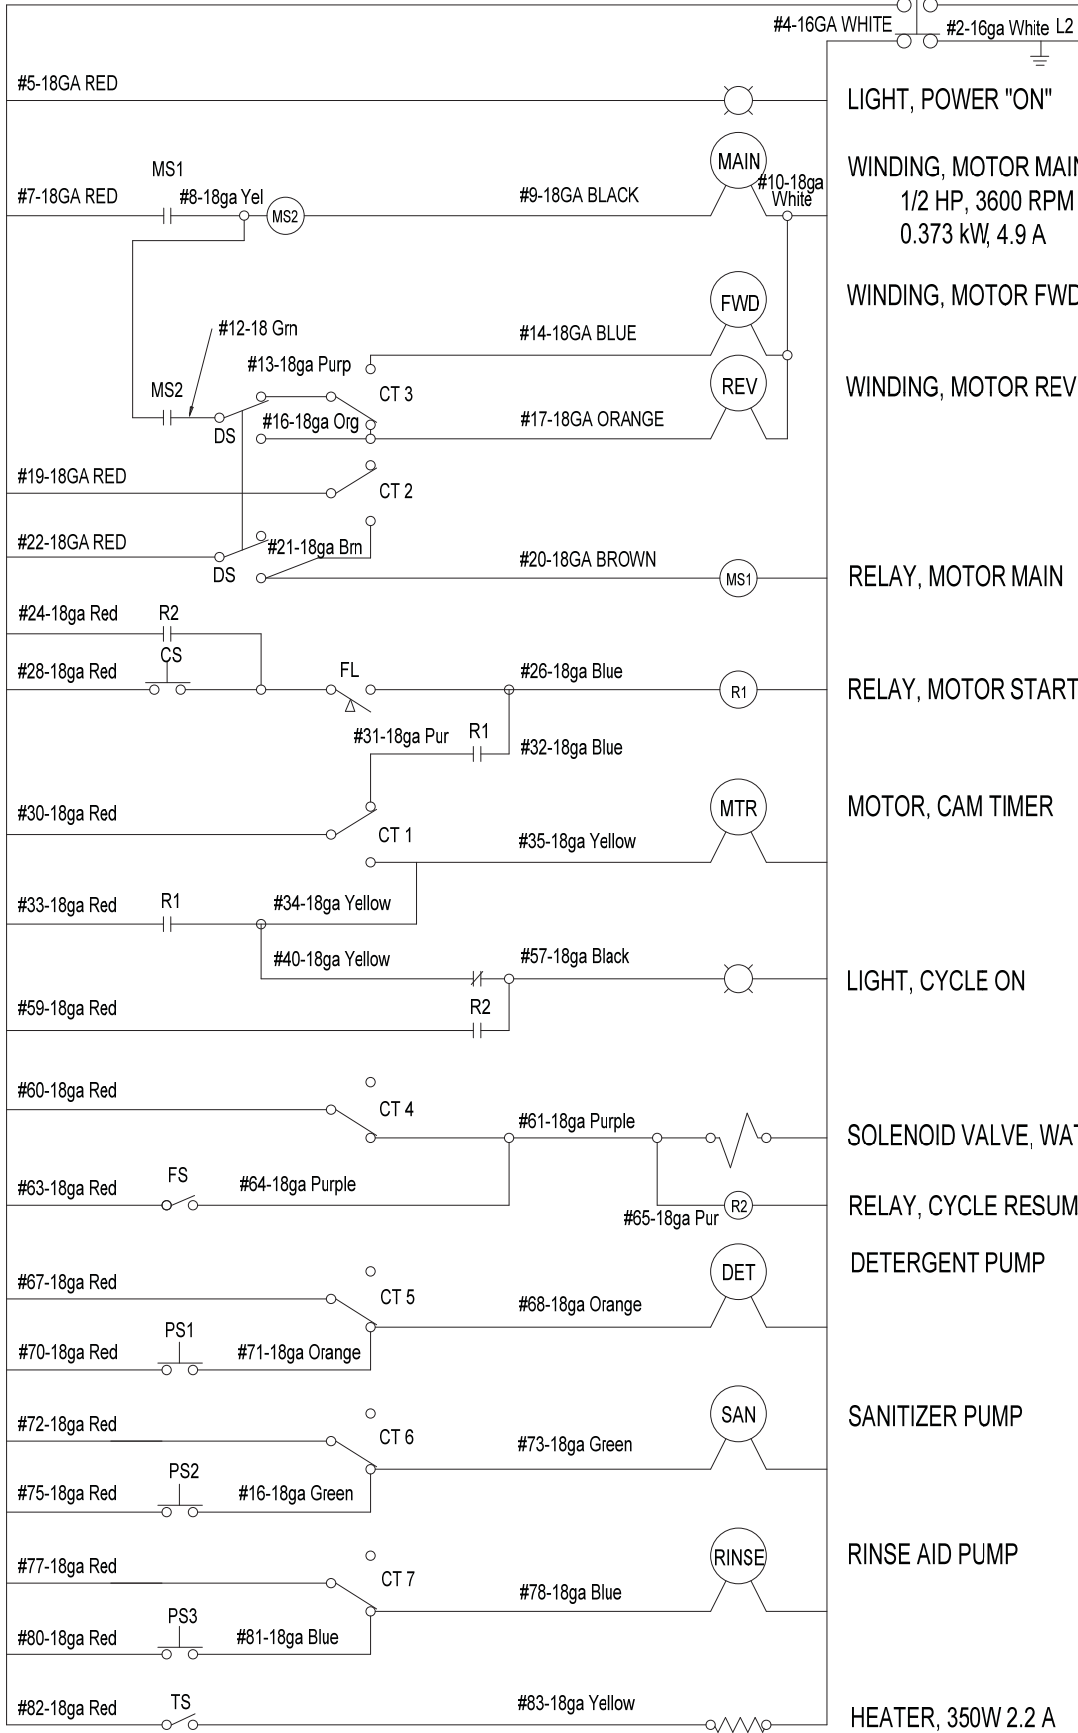 #4-16GA WHITE
#2-16ga White L2
#5-18GA RED
LIGHT, POWER "ON"
MS1
MAIN
WINDING, MOTOR MAIN
#7-18GA RED
#8-18ga Yel
MS2
#9-18GA BLACK
#10-18ga
White
1/2 HP, 3600 RPM
0.373 kW, 4.9 A
FWD
WINDING, MOTOR FWD
#12-18 Grn
#14-18GA BLUE
#13-18ga Purp
CT 3
MS2
REV
WINDING, MOTOR REV
DS
#16-18ga Org
#17-18GA ORANGE
#19-18GA RED
CT 2
#22-18GA RED
#21-18ga Brn
DS
#20-18GA BROWN
MS1
RELAY, MOTOR MAIN
#24-18ga Red
R2
CS
#28-18ga Red
FL
#26-18ga Blue
R1
RELAY, MOTOR START
#31-18ga Pur
R1
#32-18ga Blue
#30-18ga Red
CT 1
MTR
MOTOR, CAM TIMER
#35-18ga Yellow
#33-18ga Red
R1
#34-18ga Yellow
#40-18ga Yellow
#57-18ga Black
LIGHT, CYCLE ON
#59-18ga Red
R2
#60-18ga Red
CT 4
#61-18ga Purple
SOLENOID VALVE, WAT
#63-18ga Red
FS
#64-18ga Purple
#65-18ga Pur
R2
RELAY, CYCLE RESUM
DET
DETERGENT PUMP
#67-18ga Red
CT 5
#68-18ga Orange
PS1
#70-18ga Red
#71-18ga Orange
SAN
SANITIZER PUMP
#72-18ga Red
CT 6
#73-18ga Green
PS2
#75-18ga Red
#16-18ga Green
RINSE
RINSE AID PUMP
#77-18ga Red
CT 7
#78-18ga Blue
PS3
#80-18ga Red
#81-18ga Blue
#82-18ga Red
TS
#83-18ga Yellow
HEATER, 350W 2.2 A